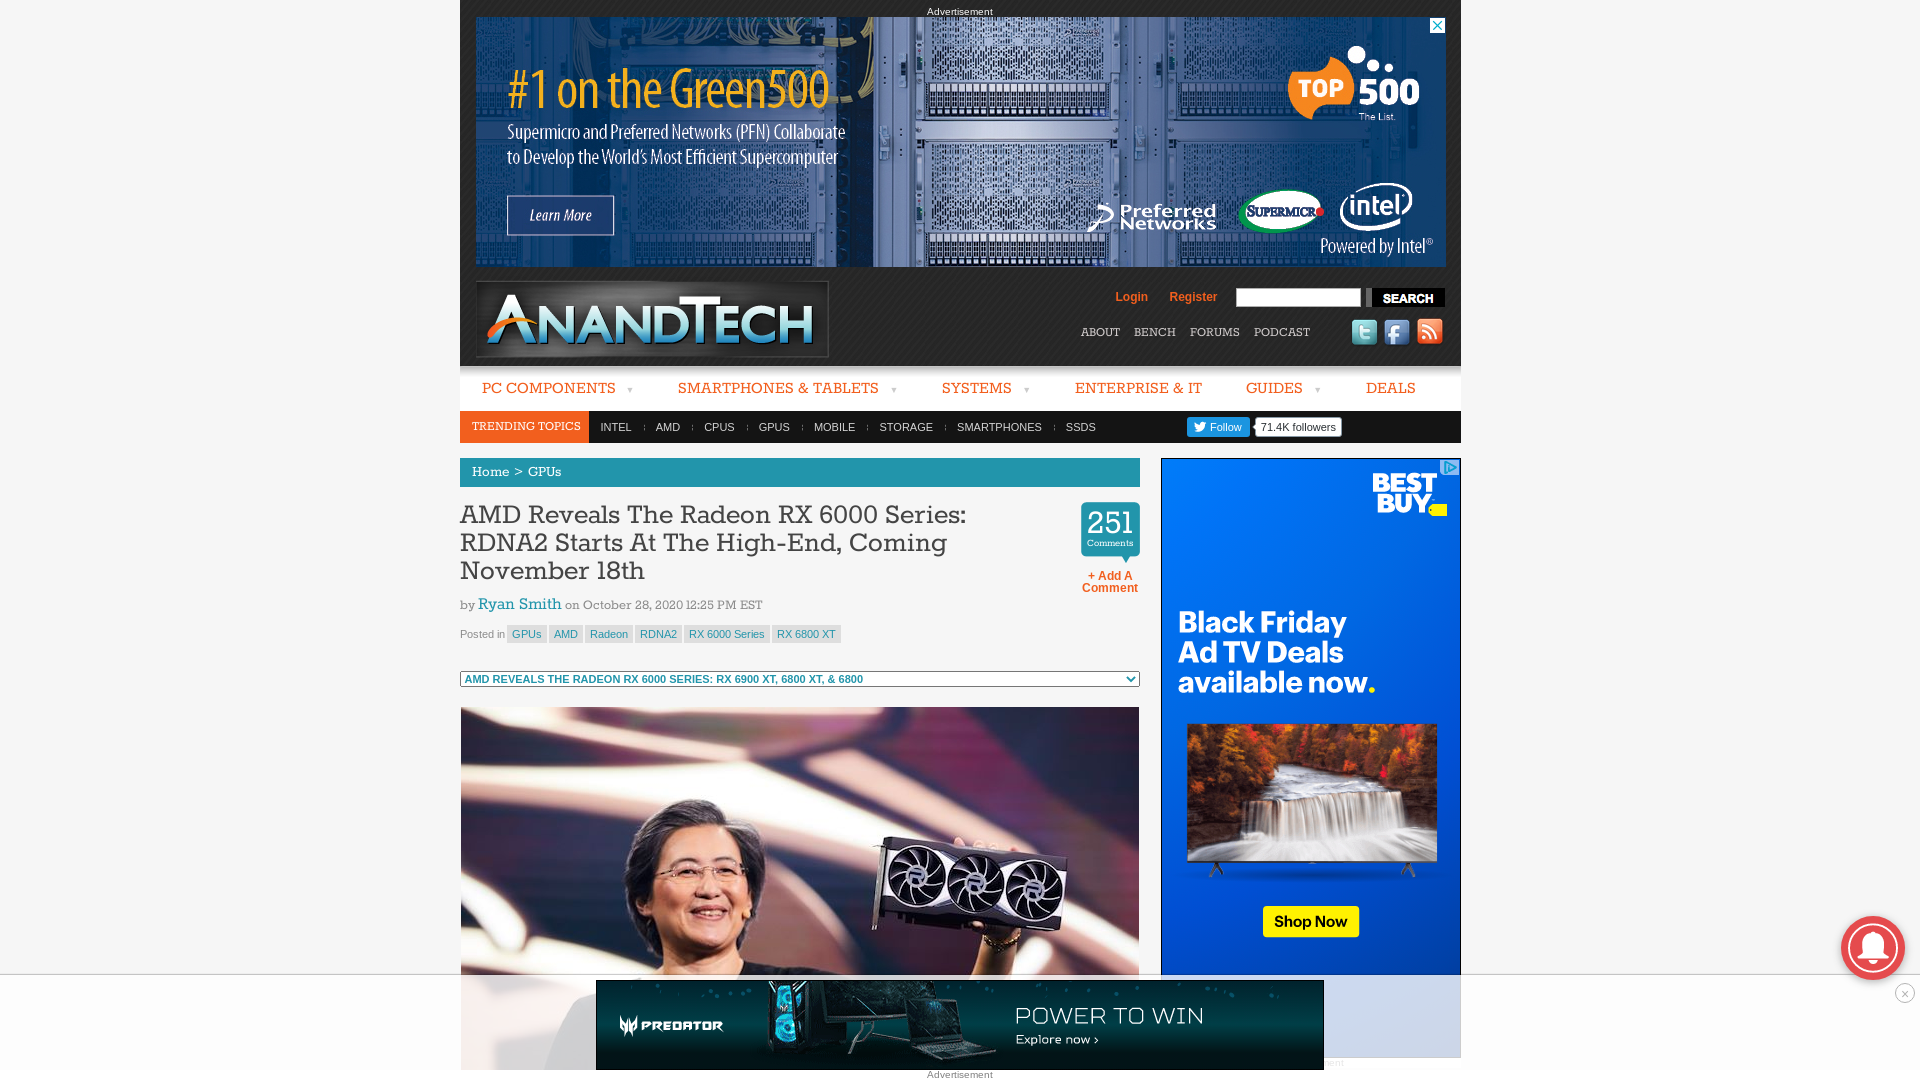 Advertisement
#1 on the Green500
Supermicro and Preferred Networks (PFN) Collaborate
to Develop the World's Most Efficient Supercomputer
Learn More
TOP 500
The List.
Preferred
Networks
SUPERMICR
intel
Powered by Intel®
ANANDTECH
Login
Register
SEARCH
ABOUT
BENCH
FORUMS
PODCAST
PC COMPONENTS
SMARTPHONES & TABLETS
SYSTEMS
ENTERPRISE & IT
GUIDES
DEALS
TRENDING TOPICS
INTEL
AMD
CPUS
GPUS
MOBILE
STORAGE
SMARTPHONES
SSDS
Follow
71.4K followers
Home > GPUs
AMD Reveals The Radeon RX 6000 Series:
RDNA2 Starts At The High-End, Coming
November 18th
251
Comments
+ Add A
Comment
by Ryan Smith on October 28, 2020 12:25 PM EST
Posted in GPUs AMD Radeon RDNA2 RX 6000 Series RX 6800 XT
AMD REVEALS THE RADEON RX 6000 SERIES: RX 6900 XT, 6800 XT, & 6800
BEST
BUY
Black Friday
Ad TV Deals
available now.
Shop Now
PREDATOR
POWER TO WIN
Explore now >
Advertisement